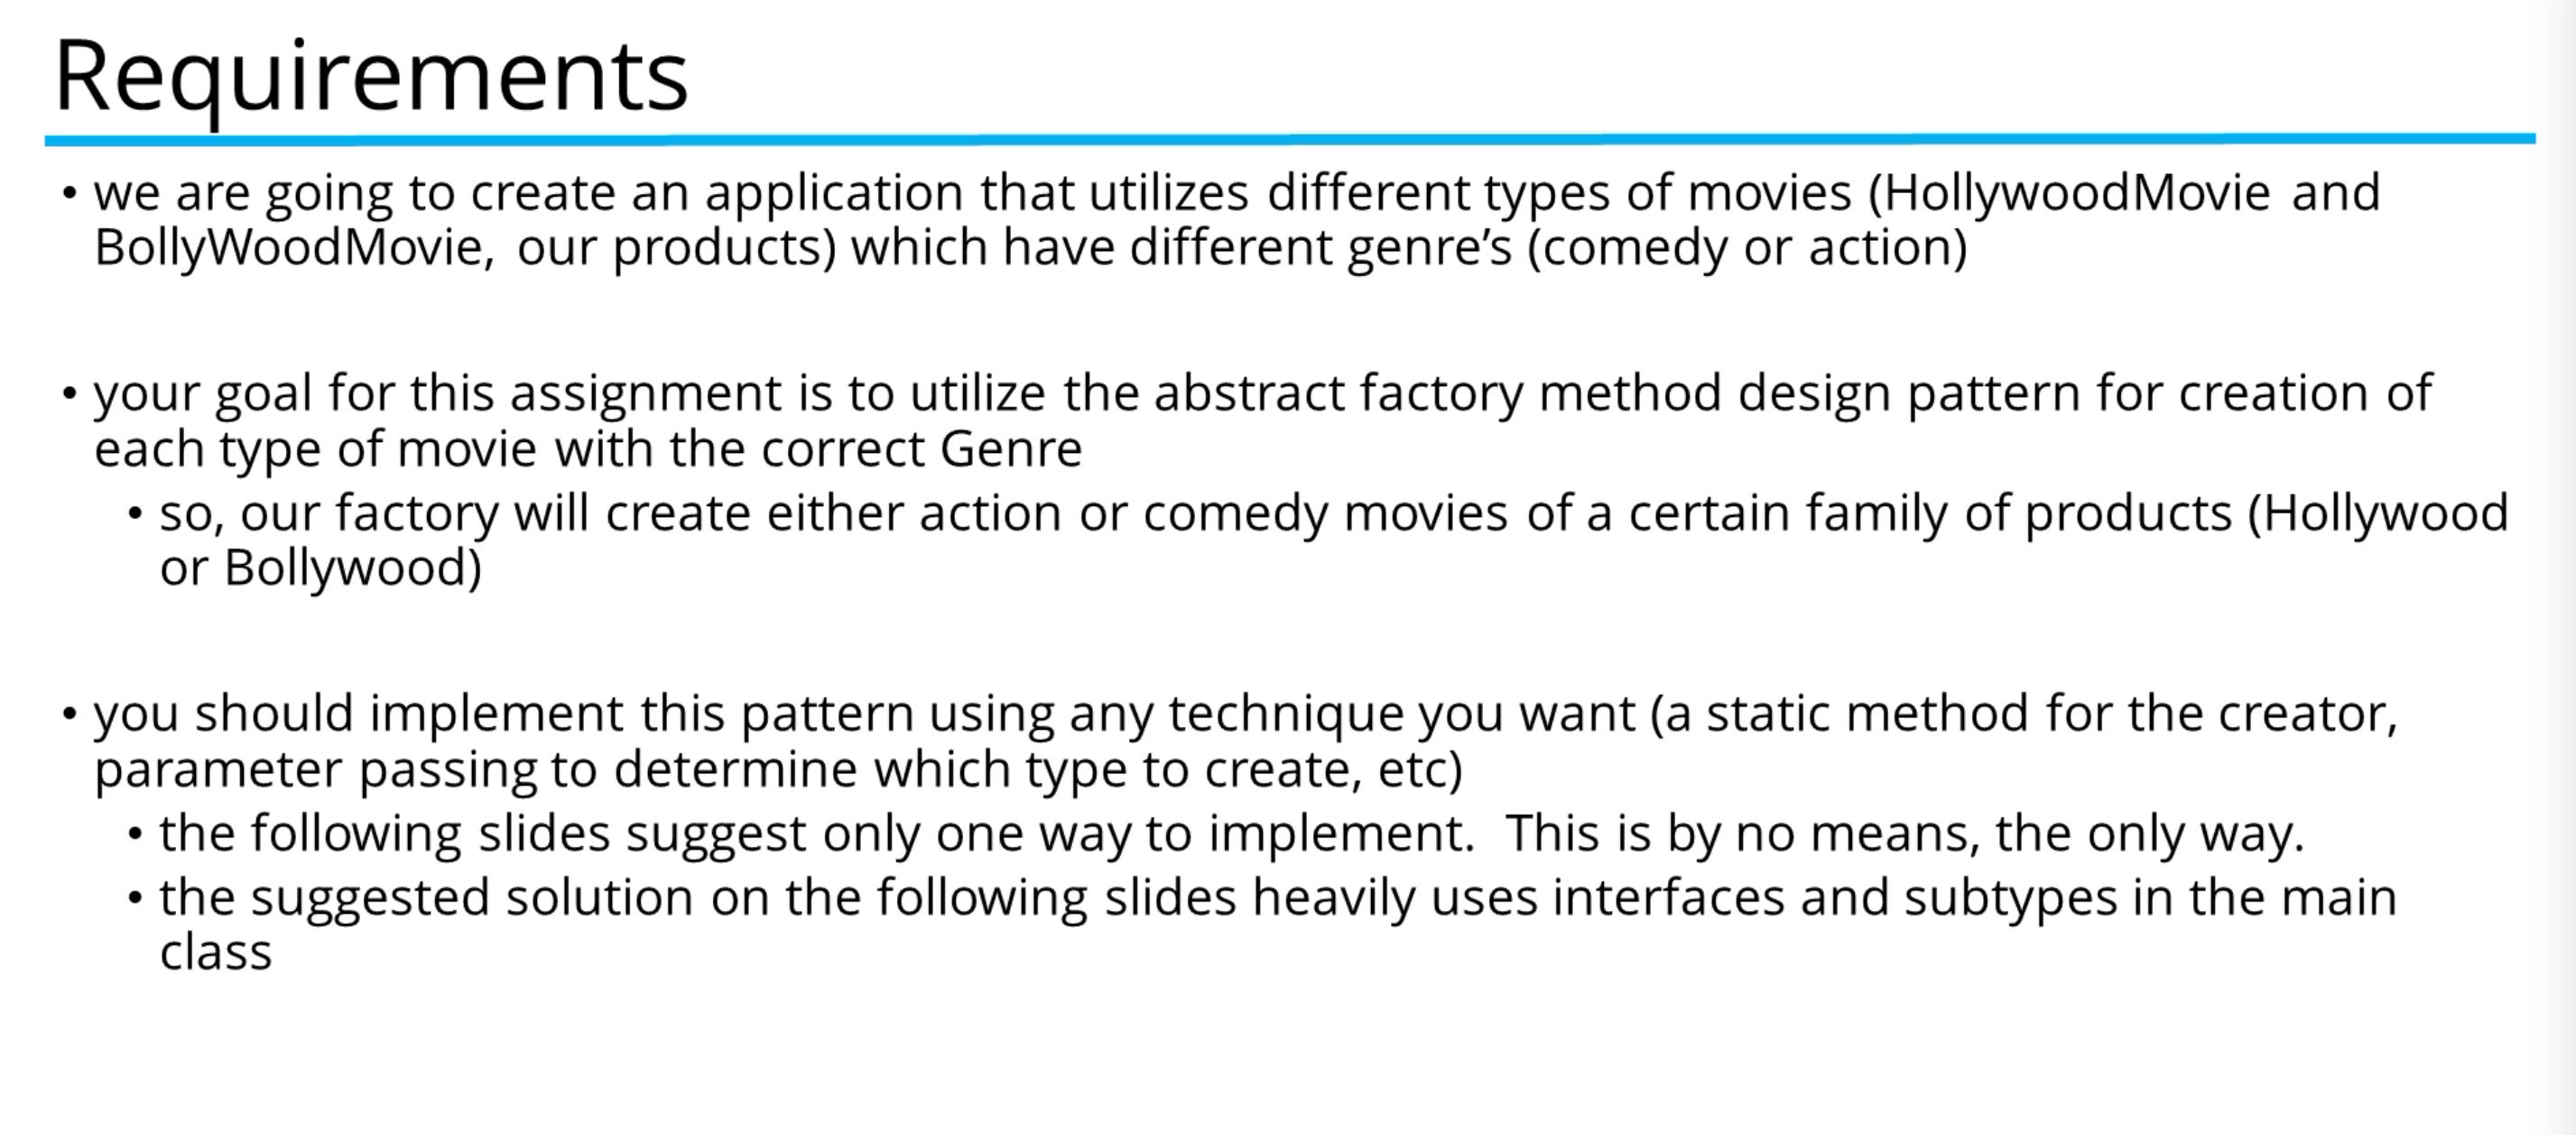 Requirements
• we are going to create an application that utilizes different types of movies (HollywoodMovie and
BollyWoodMovie, our products) which have different genre’s (comedy or action)
• your goal for this assignment is to utilize the abstract factory method design pattern for creation of
each type of movie with the correct Genre
• so, our factory will create either action or comedy movies of a certain family of products (Hollywood
or Bollywood)
• you should implement this pattern using any technique you want (a static method for the creator,
parameter passing to determine which type to create, etc)
• the following slides suggest only one way to implement.  This is by no means, the only way.
• the suggested solution on the following slides heavily uses interfaces and subtypes in the main
class